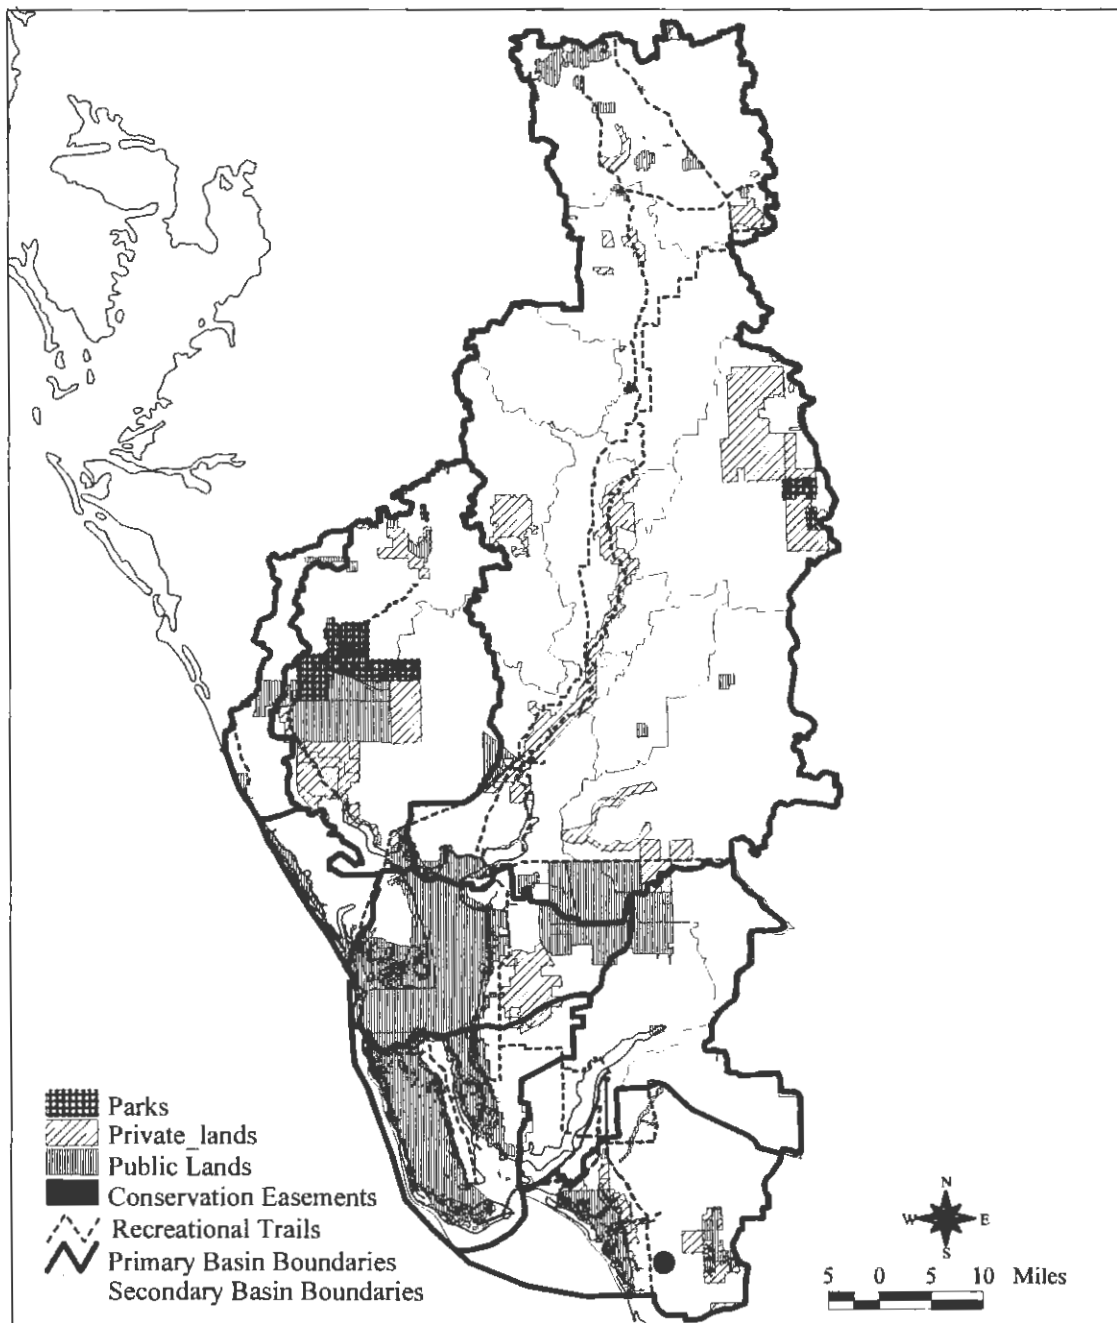 Parks
Private_lands
Public Lands
Conservation Easements
Recreational Trails
Primary Basin Boundaries
Secondary Basin Boundaries
N
W E
S
5 0 5 10 Miles